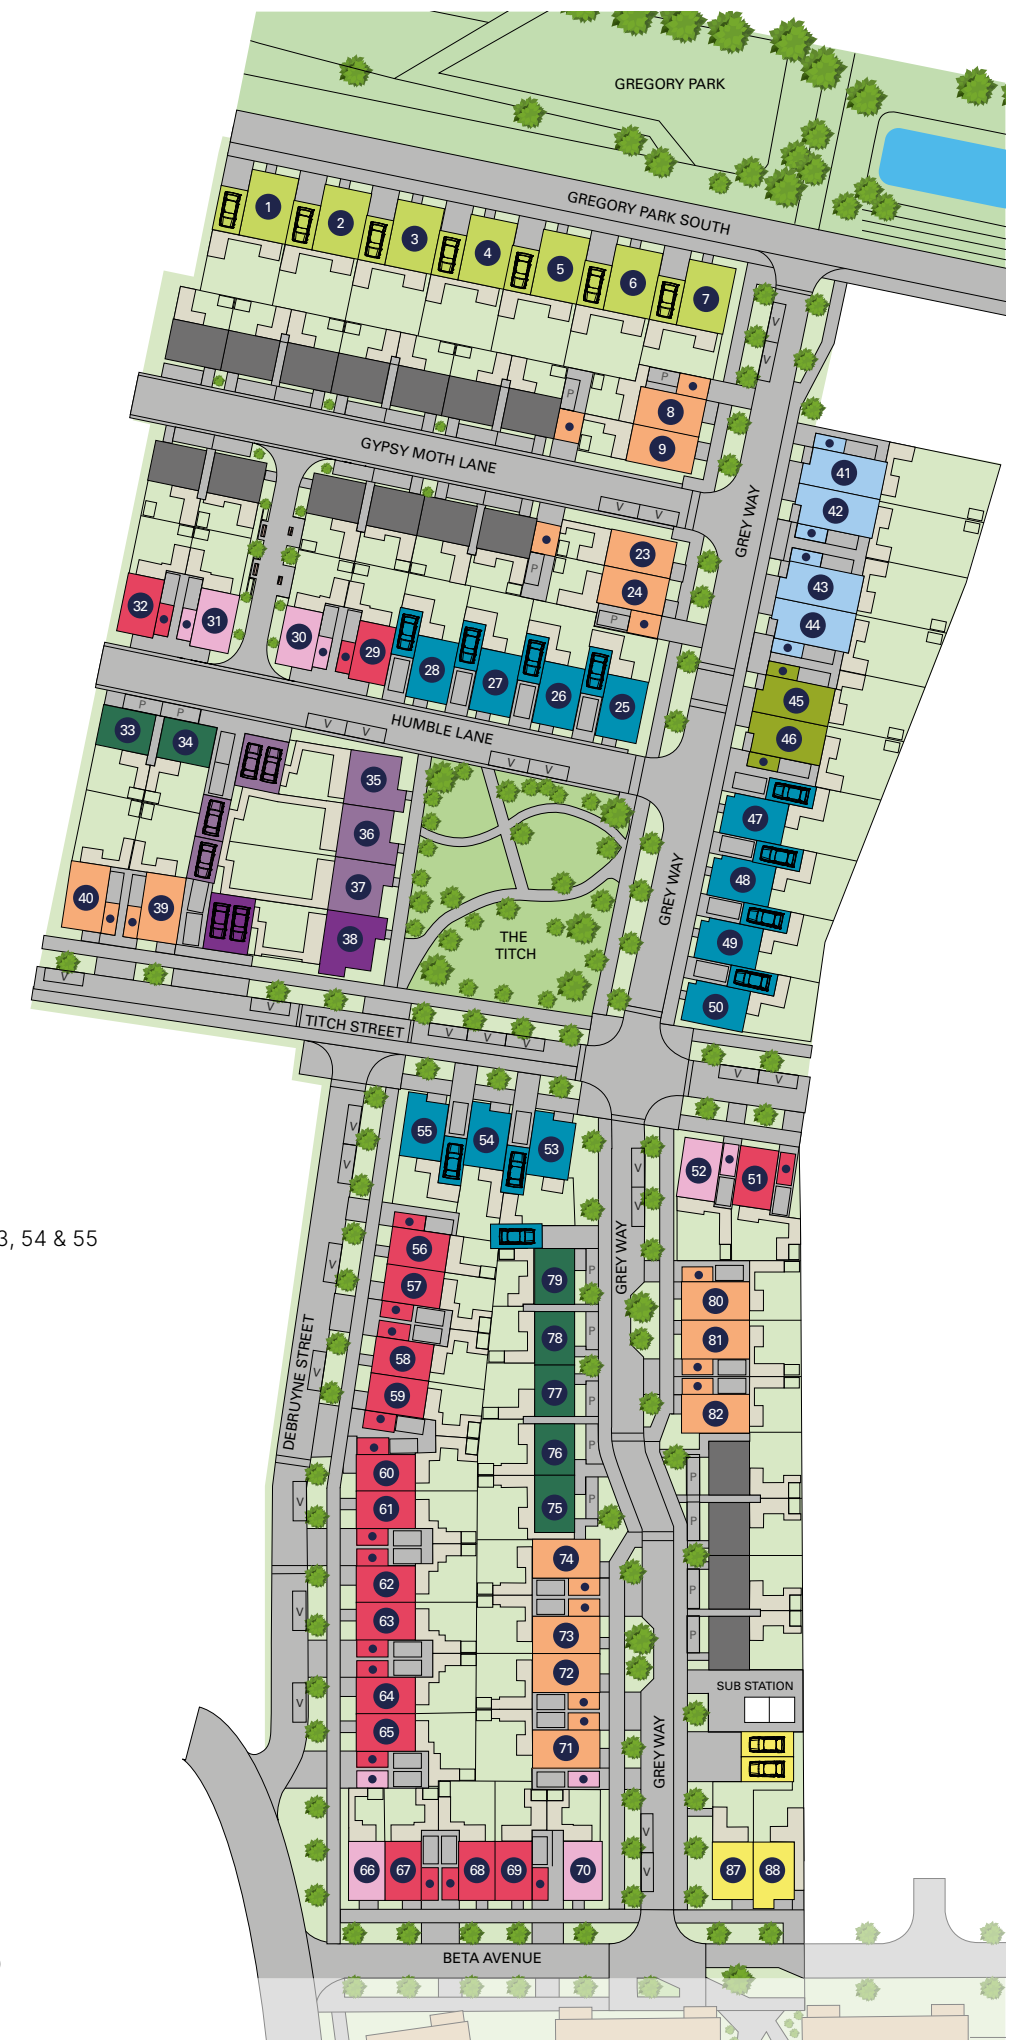 GREGORY PARK
GREGORY PARK SOUTH
1
2
3
4
5
6
7
V
V
P
P
8
9
GYPSY MOTH LANE
V V
GREY WAY
41
42
43
44
45
46
23
24
P
P
32
31
30
29
28
27
26
25
HUMBLE LANE
V V
V V
P P
33
34
35
36
37
38
40
39
THE
TITCH
GREY WAY
47
48
49
50
V
V
TITCH STREET
V V V
V V
55
54
53
52
51
V
V
V
V
3, 54 & 55
56
57
58
59
V
V
DEBRUYNE STREET
GREY WAY
79
78
77
76
75
P
P
P
P
P
80
81
82
60
61
62
63
64
65
V
V
V
74
73
72
71
P
P
P
P
SUB STATION
GREY WAY
V
V
66
67
68
69
70
87
88
BETA AVENUE